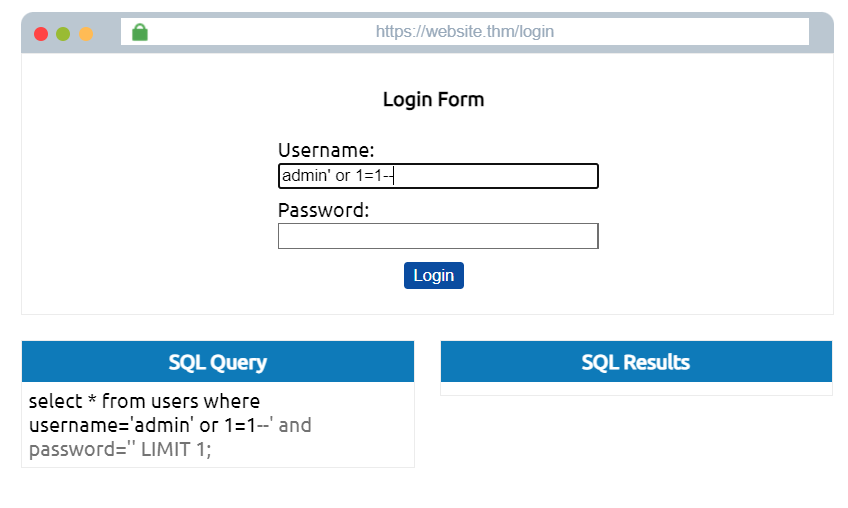 https://website.thm/login
Login Form
Username:
admin' or 1=1--
Password:
Login
SQL Query
select * from users where
username='admin' or 1=1--' and
password='' LIMIT 1;
SQL Results